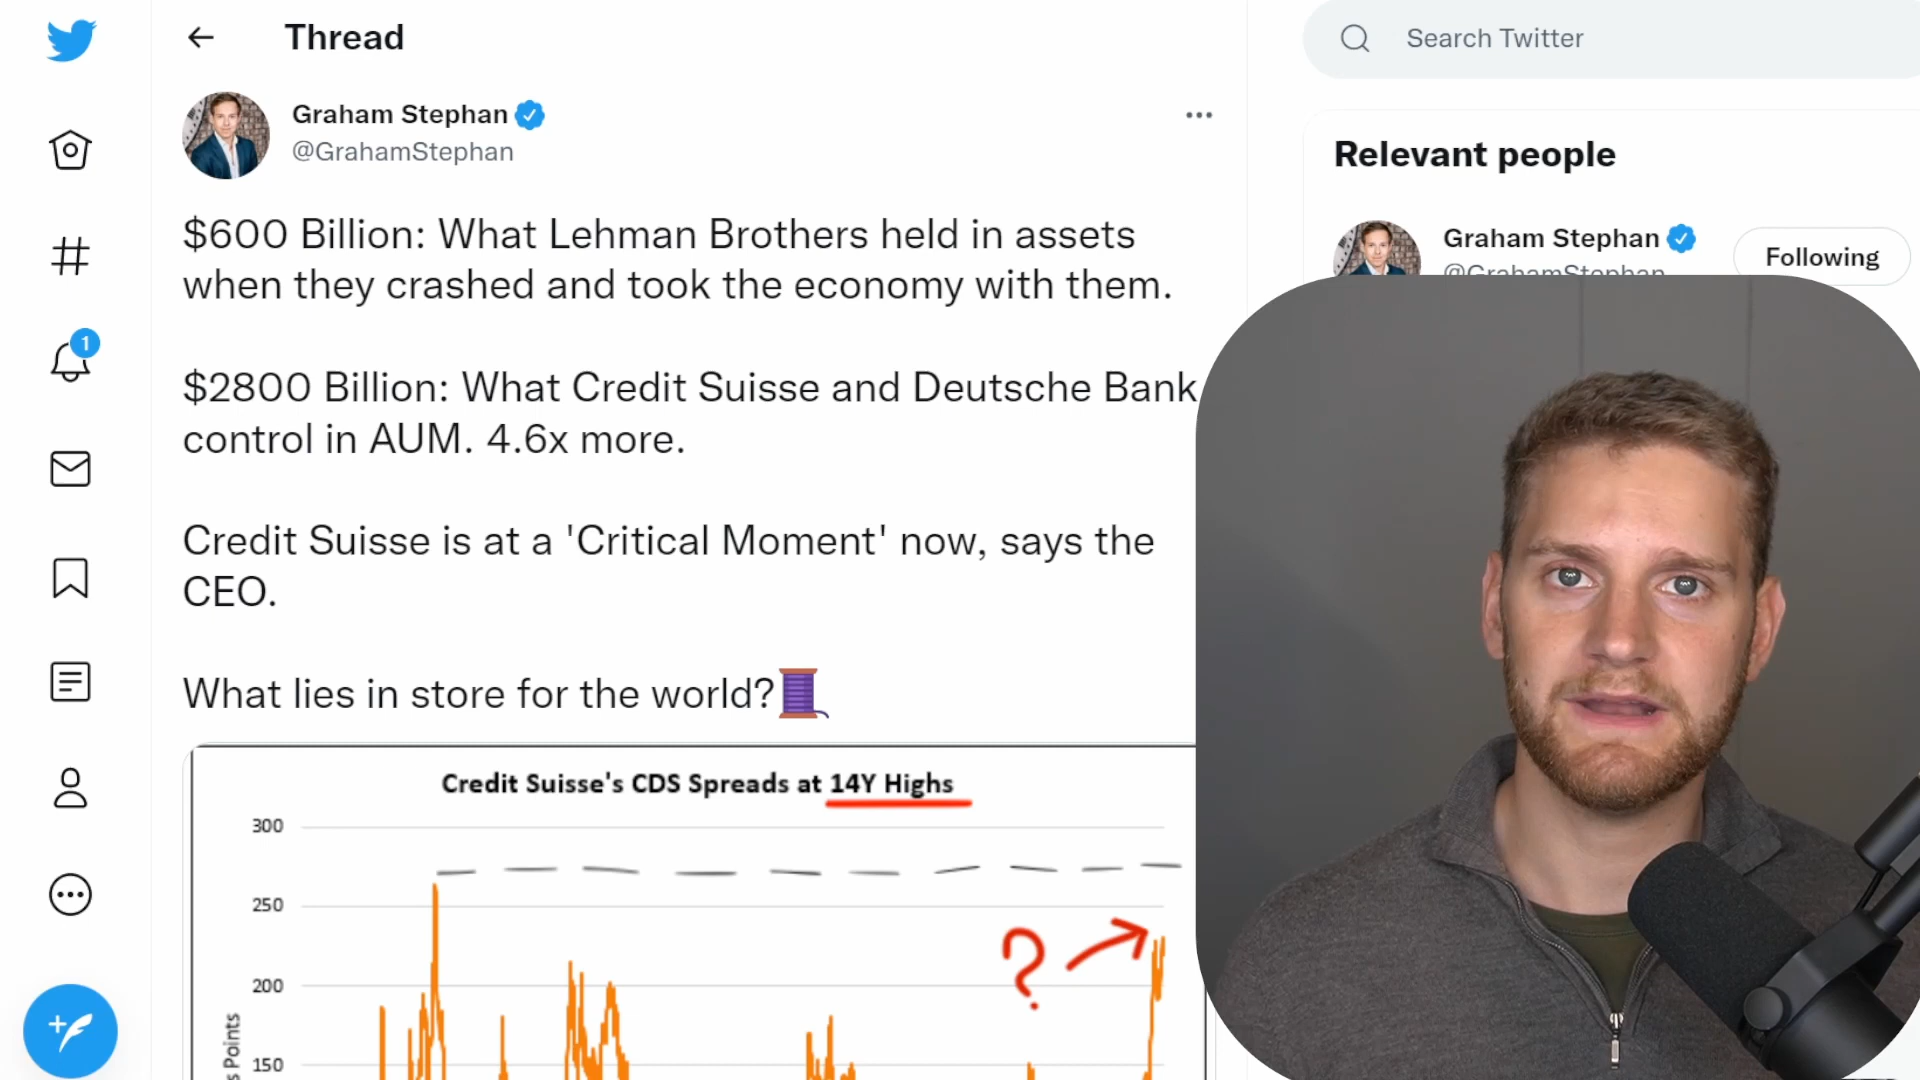 Thread
Search Twitter
Graham Stephan
@GrahamStephan
$600 Billion: What Lehman Brothers held in assets
when they crashed and took the economy with them.
$2800 Billion: What Credit Suisse and Deutsche Bank
control in AUM. 4.6x more.
Credit Suisse is at a 'Critical Moment' now, says the
CEO.
What lies in store for the world?
Credit Suisse's CDS Spreads at 14Y Highs
300
250
200
150
?
Points
1
Relevant people
Graham Stephan
@GrahamStephan
Following